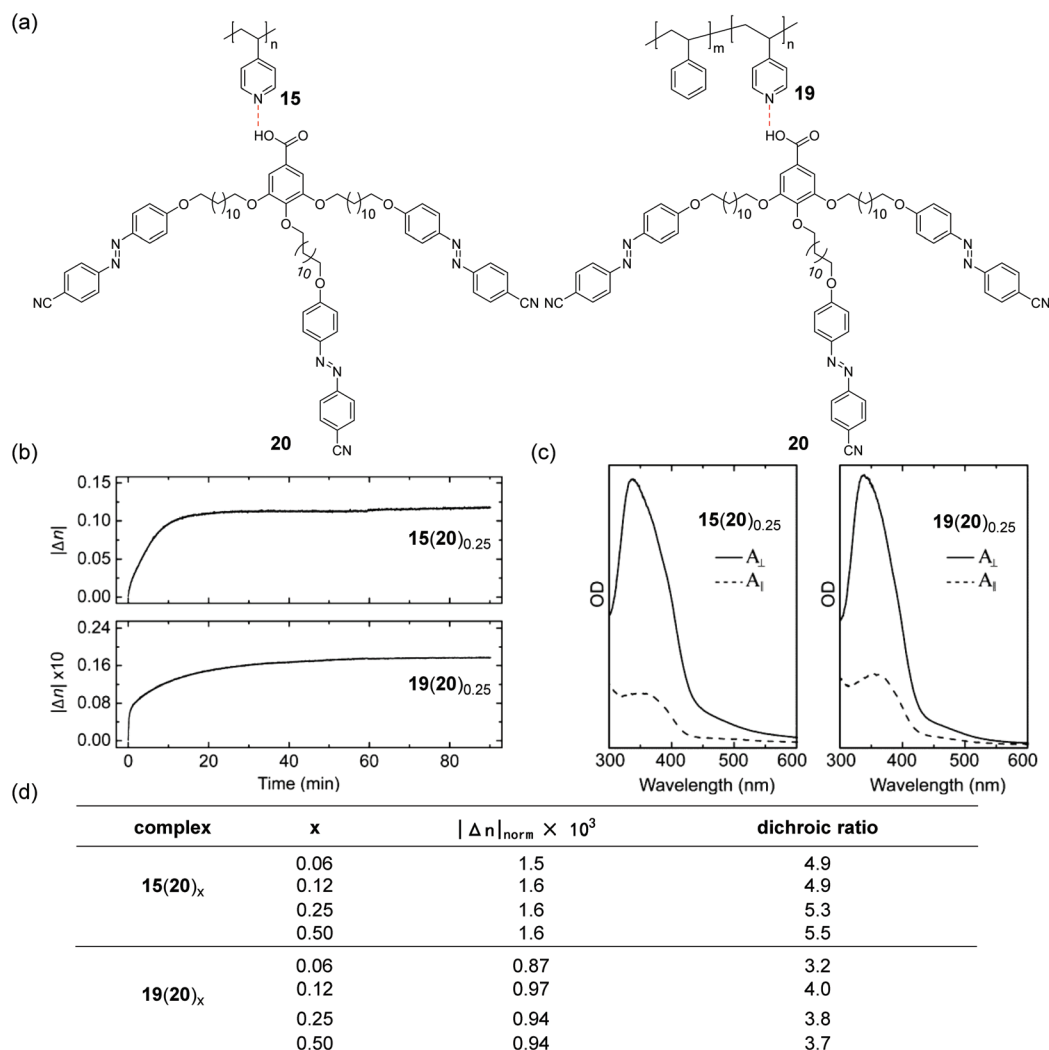 (a)
n
n
m
N
15
N
19
HO
O
HO
O
O
10
O
O
10
O
O
10
O
O
10
O
O
O
N
N
10
N
N
N
N
10
N
N
NC
O
CN
NC
O
CN
N
N
N
N
20
CN
20
CN
(b)
0.15
0.10
0.05
0.00
|Δn|
15(20)0.25
0.24
0.16
0.08
0.00
|Δn| x10
19(20)0.25
0 20 40 60 80
Time (min)
(c)
OD
15(20)0.25
A⊥
A∥
300 400 500 600
Wavelength (nm)
OD
19(20)0.25
A⊥
A∥
300 400 500 600
Wavelength (nm)
(d)
complex x |Δn|norm × 10³ dichroic ratio
0.06 1.5 4.9
15(20)x
0.12 1.6 4.9
0.25 1.6 5.3
0.50 1.6 5.5
0.06 0.87 3.2
19(20)x
0.12 0.97 4.0
0.25 0.94 3.8
0.50 0.94 3.7